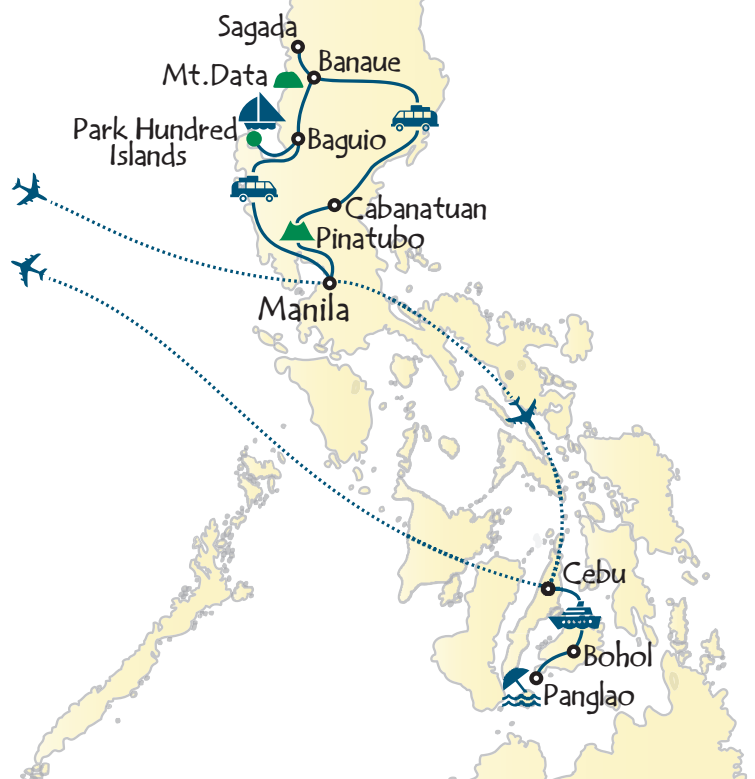 Sagada
Banaue
Mt.Data
Park Hundred
Islands
Baguio
Cabanatuan
Pinatubo
Manila
Cebu
Bohol
Panglao